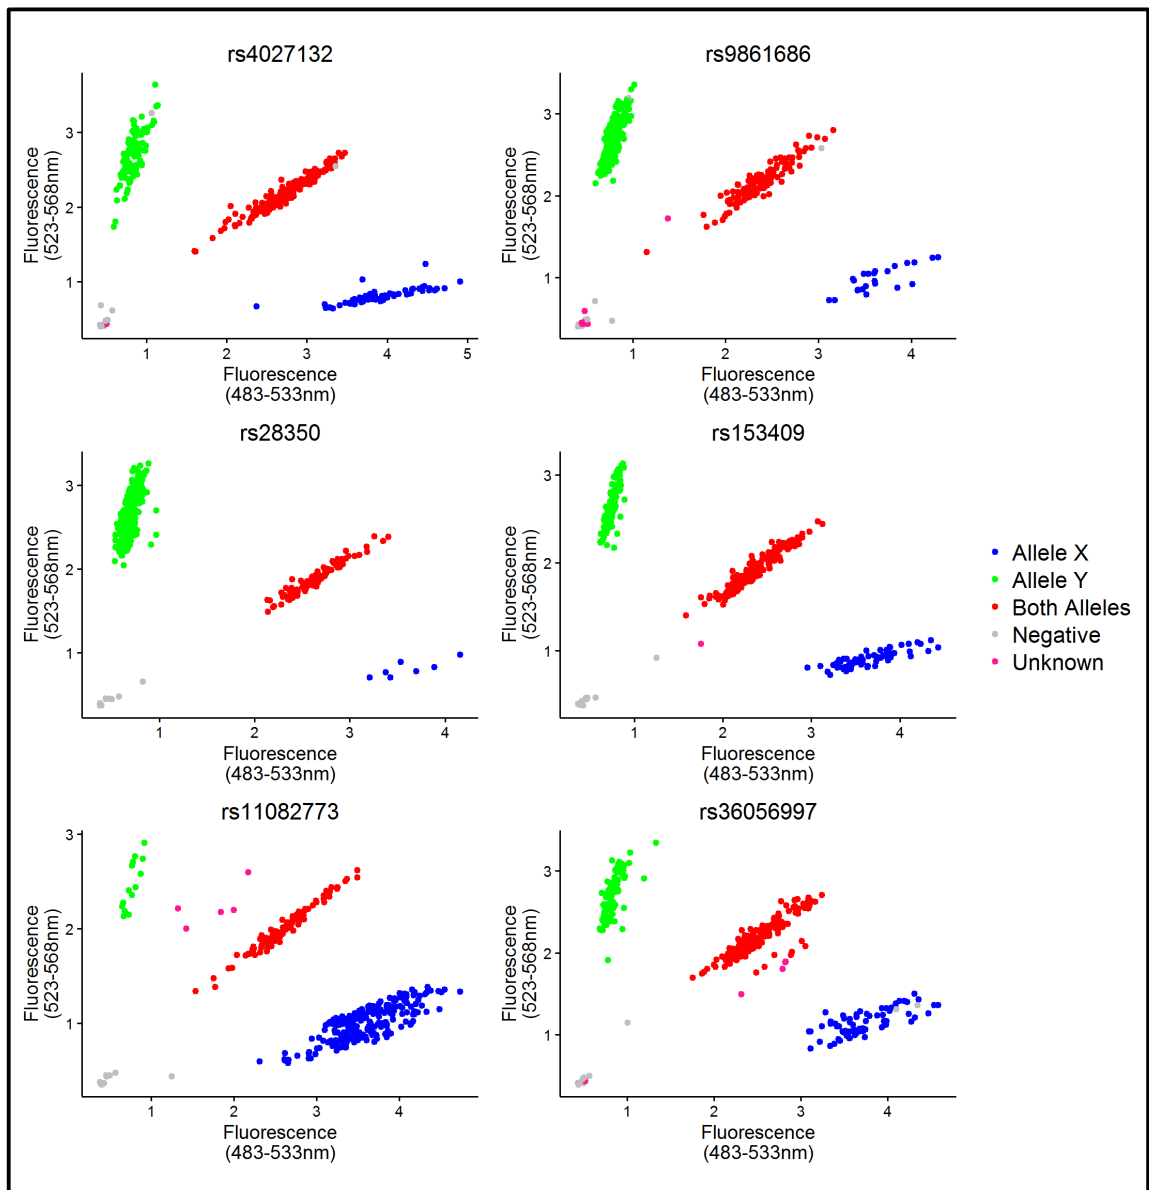 rs4027132
rs9861686
3
2
1
Fluorescence
(523-568nm)
1 2 3 4 5
Fluorescence
(483-533nm)
3
2
1
Fluorescence
(523-568nm)
1 2 3 4
Fluorescence
(483-533nm)
rs28350
rs153409
3
2
1
Fluorescence
(523-568nm)
1 2 3 4
Fluorescence
(483-533nm)
3
2
1
Fluorescence
(523-568nm)
1 2 3 4
Fluorescence
(483-533nm)
Allele X
Allele Y
Both Alleles
Negative
Unknown
rs11082773
rs36056997
3
2
1
Fluorescence
(523-568nm)
1 2 3 4
Fluorescence
(483-533nm)
3
2
1
Fluorescence
(523-568nm)
1 2 3 4
Fluorescence
(483-533nm)